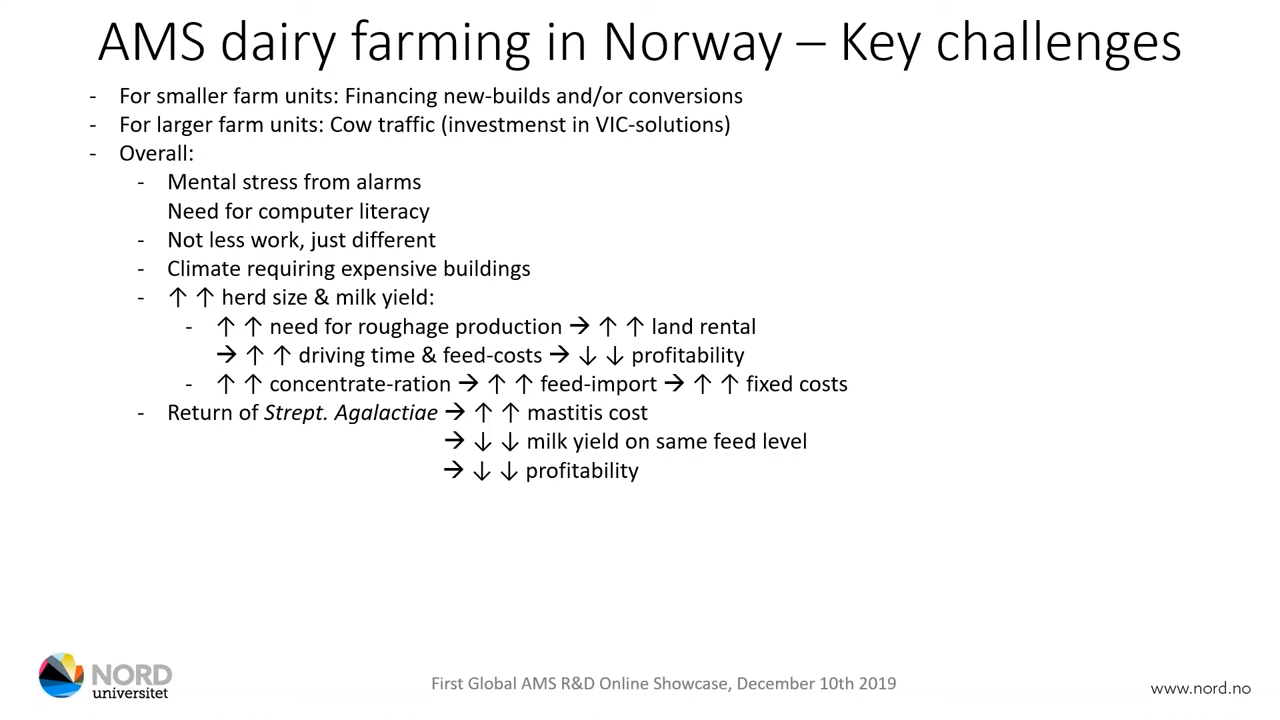 AMS dairy farming in Norway – Key challenges
- For smaller farm units: Financing new-builds and/or conversions
- For larger farm units: Cow traffic (investmenst in VIC-solutions)
- Overall:
- Mental stress from alarms
Need for computer literacy
- Not less work, just different
- Climate requiring expensive buildings
- ↑ ↑ herd size & milk yield:
- ↑ ↑ need for roughage production → ↑ ↑ land rental
→ ↑ ↑ driving time & feed-costs → ↓ ↓ profitability
- ↑ ↑ concentrate-ration → ↑ ↑ feed-import → ↑ ↑ fixed costs
- Return of Strept. Agalactiae → ↑ ↑ mastitis cost
→ ↓ ↓ milk yield on same feed level
→ ↓ ↓ profitability
NORD
universitet
First Global AMS R&D Online Showcase, December 10th 2019
www.nord.no